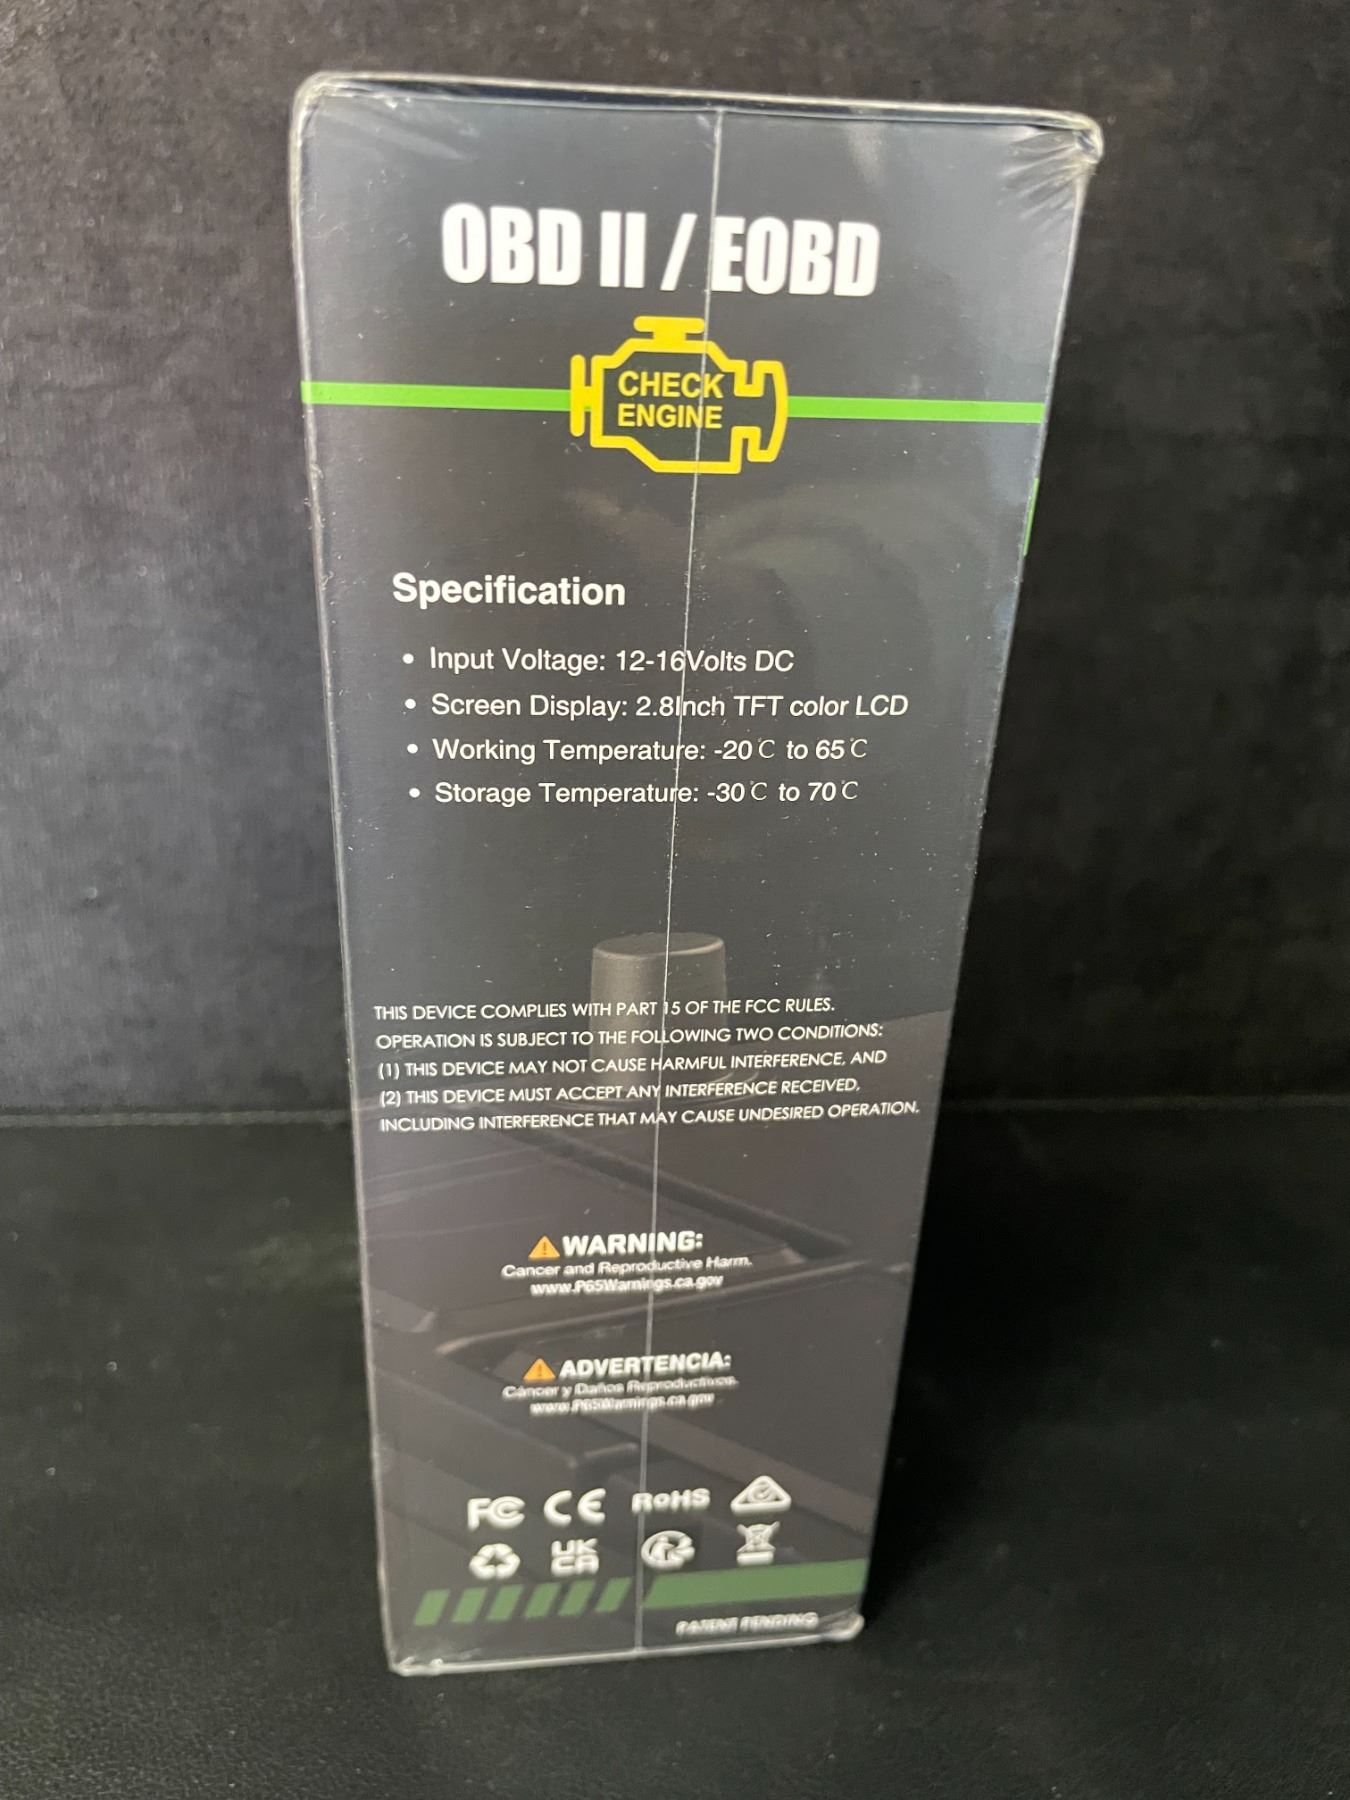 OBD II / EOBD
CHECK
ENGINE
Specification
• Input Voltage: 12-16Volts DC
• Screen Display: 2.8Inch TFT color LCD
• Working Temperature: -20℃ to 65℃
• Storage Temperature: -30℃ to 70℃
THIS DEVICE COMPLIES WITH PART 15 OF THE FCC RULES.
OPERATION IS SUBJECT TO THE FOLLOWING TWO CONDITIONS:
(1) THIS DEVICE MAY NOT CAUSE HARMFUL INTERFERENCE, AND
(2) THIS DEVICE MUST ACCEPT ANY INTERFERENCE RECEIVED,
INCLUDING INTERFERENCE THAT MAY CAUSE UNDESIRED OPERATION.
WARNING:
Cancer and Reproductive Harm.
www.P65Warnings.ca.gov
ADVERTENCIA:
Cáncer y Daños Reproductivos.
www.P65Warnings.ca.gov
FC CE RoHS
UK
CA
PATENT PENDING